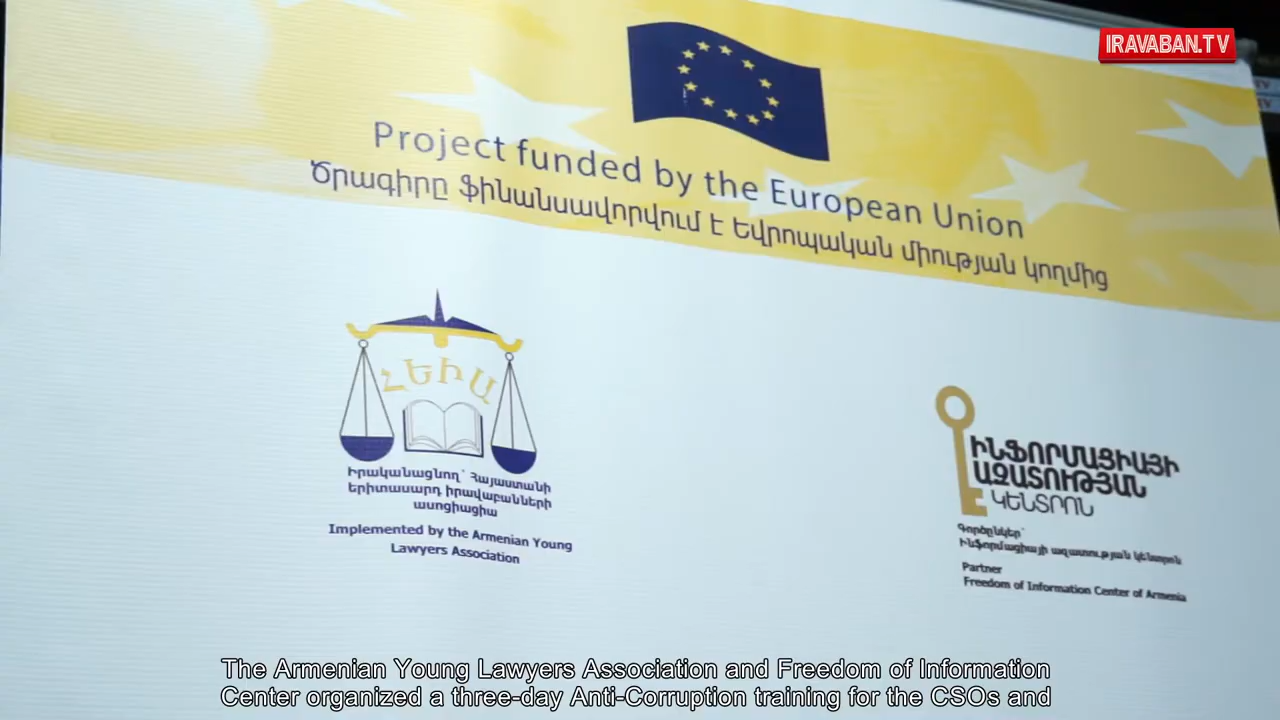 IRAVABAN.TV
Project funded by the European Union
Ծրագիրը ֆինանսավորվում է Եվրոպական միության կողմից
ՀԵԻԱ
Իրականացնող՝ Հայաստանի
երիտասարդ իրավաբանների
ասոցիացիա
Implemented by the Armenian Young
Lawyers Association
ԻՆՖՈՐՄԱՑԻԱՅԻ
ԱԶԱՏՈՒԹՅԱՆ
ԿԵՆՏՐՈՆ
Գործընկեր՝
Ինֆորմացիայի ազատության կենտրոն
Partner
Freedom of Information Center of Armenia
The Armenian Young Lawyers Association and Freedom of Information
Center organized a three-day Anti-Corruption training for the CSOs and